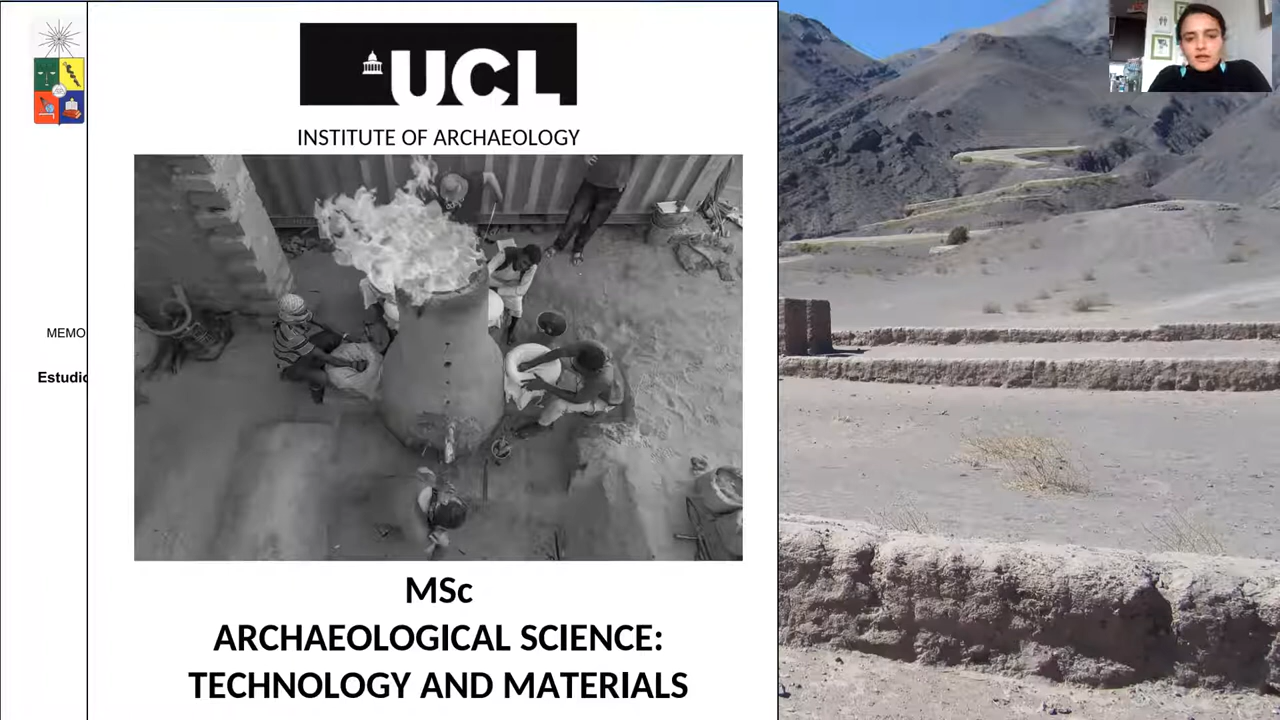 MEMO
Estudio
UCL
INSTITUTE OF ARCHAEOLOGY
MSc
ARCHAEOLOGICAL SCIENCE:
TECHNOLOGY AND MATERIALS